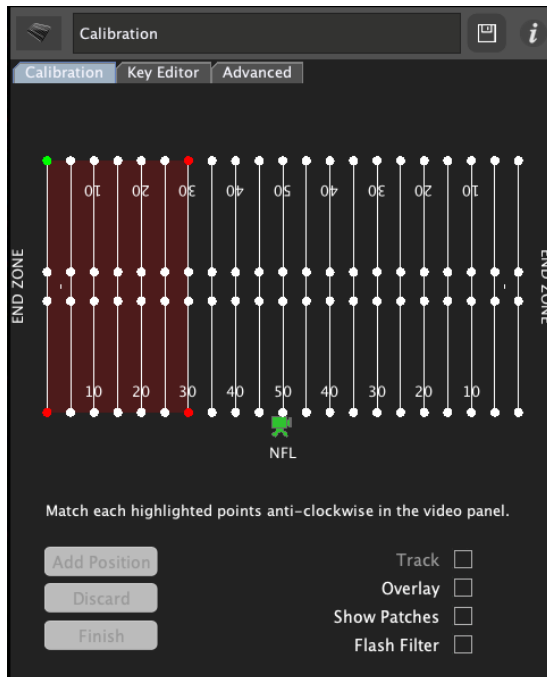 Calibration
i
Calibration Key Editor Advanced
10 20 30 40 50 40 30 20 10
END ZONE
END ZONE
10 20 30 40 50 40 30 20 10
NFL
Match each highlighted points anti-clockwise in the video panel.
Add Position
Track
Discard
Overlay
Show Patches
Finish
Flash Filter